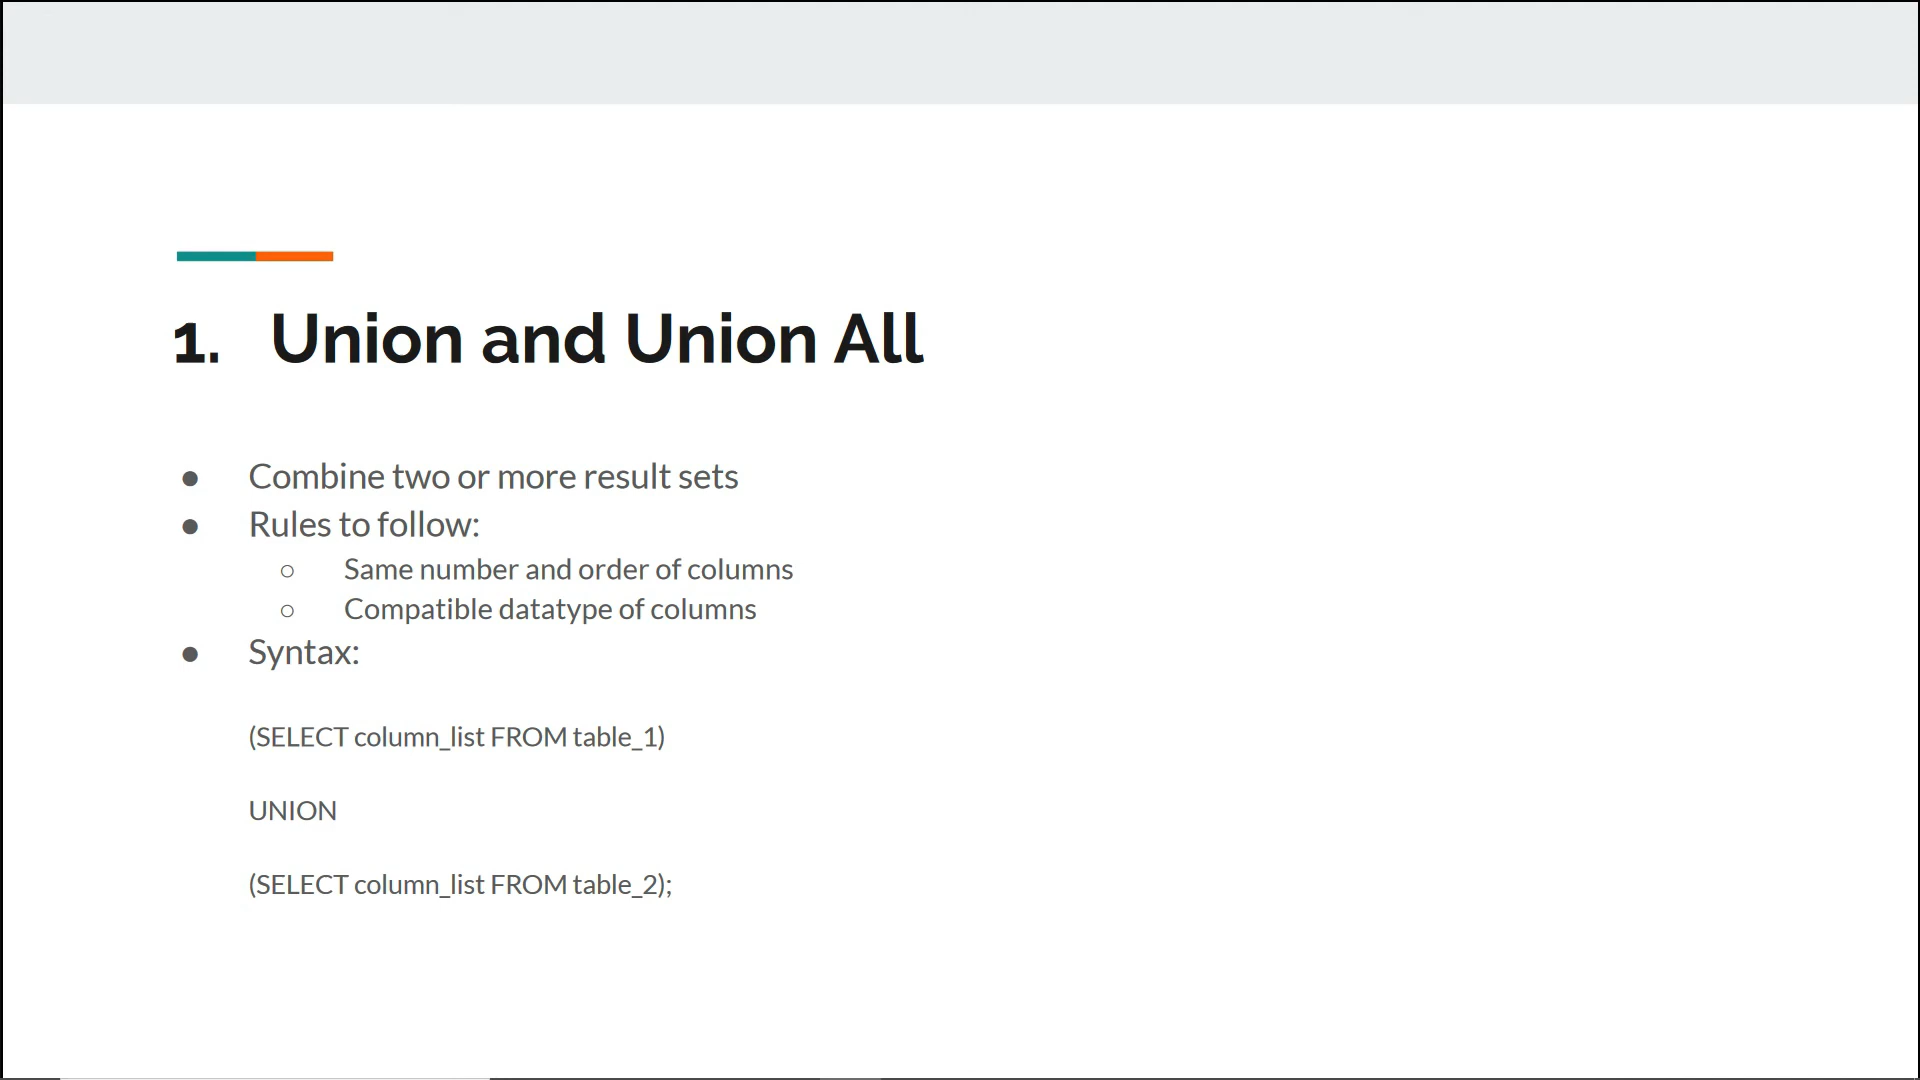 1. Union and Union All
● Combine two or more result sets
● Rules to follow:
○ Same number and order of columns
○ Compatible datatype of columns
● Syntax:
(SELECT column_list FROM table_1)
UNION
(SELECT column_list FROM table_2);